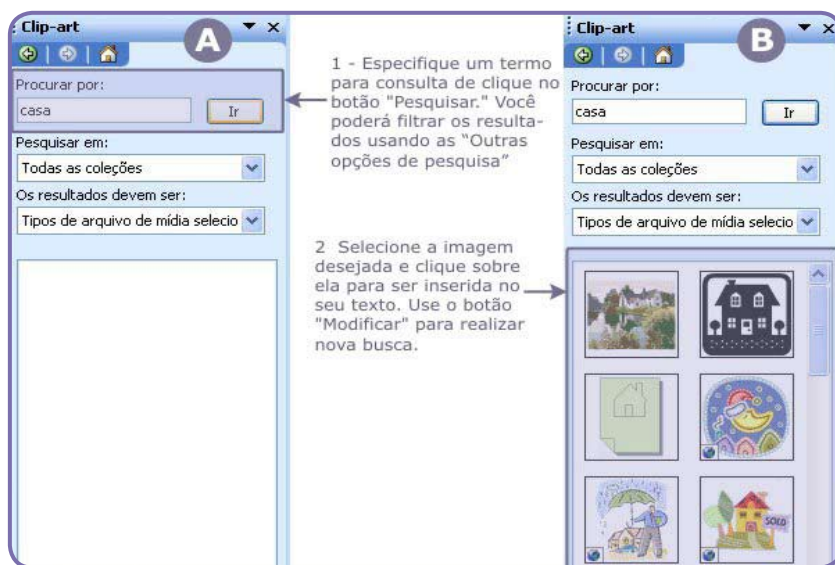 Clip-art
A
Procurar por:
casa
Ir
Pesquisar em:
Todas as coleções
Os resultados devem ser:
Tipos de arquivo de mídia selecio
1 - Especifique um termo
para consulta de clique no
botão "Pesquisar." Você
poderá filtrar os resulta-
dos usando as “Outras
opções de pesquisa”
2 Selecione a imagem
desejada e clique sobre
ela para ser inserida no
seu texto. Use o botão
"Modificar" para realizar
nova busca.
Clip-art
B
Procurar por:
casa
Ir
Pesquisar em:
Todas as coleções
Os resultados devem ser:
Tipos de arquivo de mídia selecio
SOLD